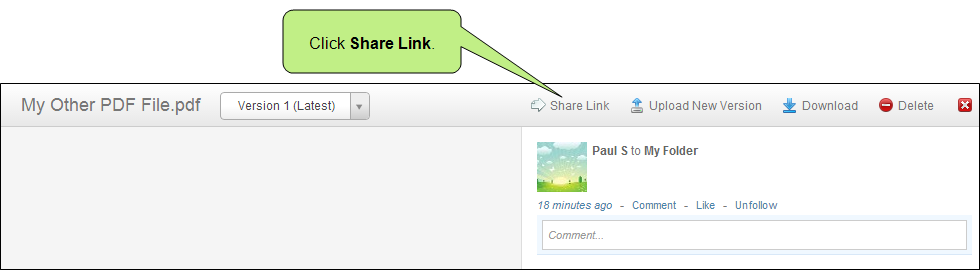 Click Share Link.
My Other PDF File.pdf Version 1 (Latest) Share Link Upload New Version Download Delete
Paul S to My Folder
18 minutes ago - Comment - Like - Unfollow
Comment...